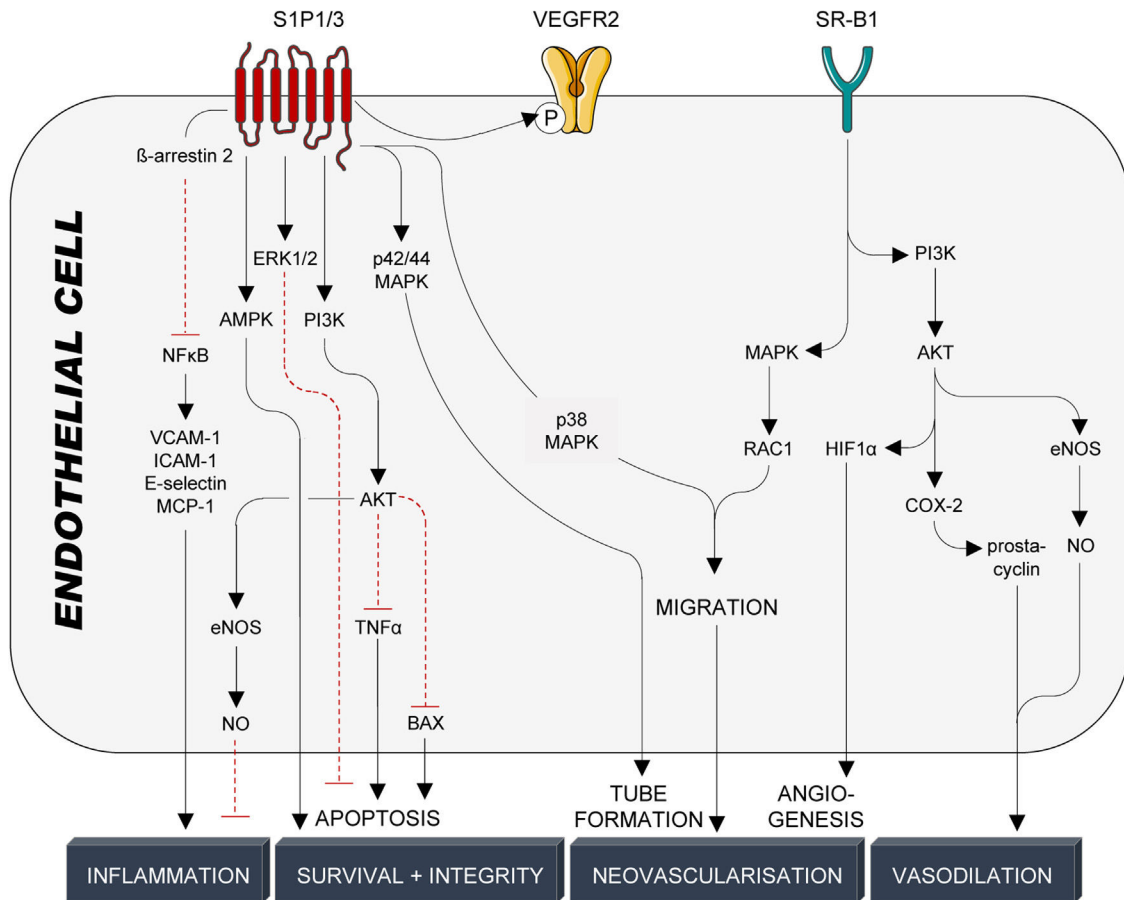 S1P1/3
VEGFR2
SR-B1
P
ß-arrestin 2
ENDOTHELIAL CELL
ERK1/2
p42/44
MAPK
PI3K
AMPK
PI3K
NFκB
MAPK
AKT
VCAM-1
ICAM-1
E-selectin
MCP-1
p38
MAPK
RAC1
HIF1α
eNOS
AKT
COX-2
prosta-
cyclin
NO
MIGRATION
eNOS
TNFα
NO
BAX
APOPTOSIS
TUBE
FORMATION
ANGIO-
GENESIS
INFLAMMATION
SURVIVAL + INTEGRITY
NEOVASCULARISATION
VASODILATION